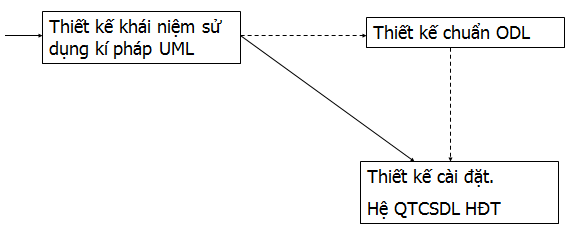 Thiết kế khái niệm sử
dụng kí pháp UML
Thiết kế chuẩn ODL
Thiết kế cài đặt.
Hệ QTCSDL HĐT